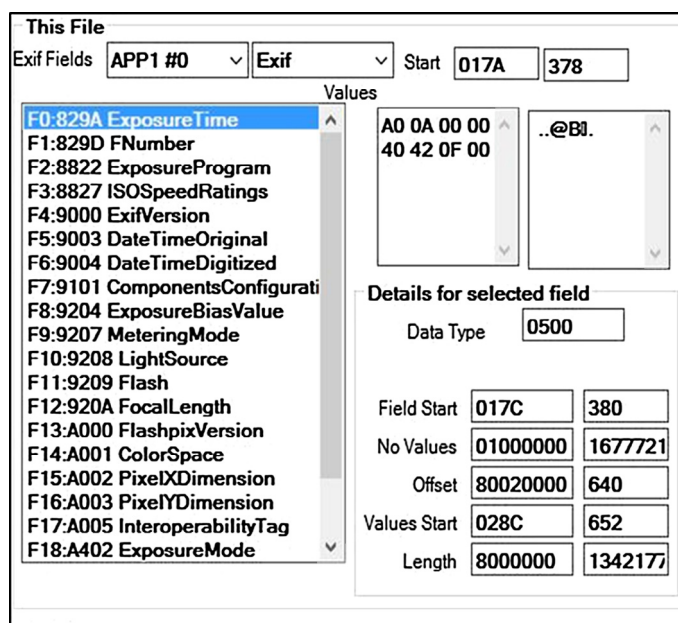 This File
Exif Fields APP1 #0 Exif Start 017A 378
Values
F0:829A ExposureTime
F1:829D FNumber
F2:8822 ExposureProgram
F3:8827 ISOSpeedRatings
F4:9000 ExifVersion
F5:9003 DateTimeOriginal
F6:9004 DateTimeDigitized
F7:9101 ComponentsConfigurati
F8:9204 ExposureBiasValue
F9:9207 MeteringMode
F10:9208 LightSource
F11:9209 Flash
F12:920A FocalLength
F13:A000 FlashpixVersion
F14:A001 ColorSpace
F15:A002 PixelXDimension
F16:A003 PixelYDimension
F17:A005 InteroperabilityTag
F18:A402 ExposureMode
A0 0A 00 00
40 42 0F 00
..@B▯.
Details for selected field
Data Type 0500
Field Start 017C 380
No Values 01000000 1677721
Offset 80020000 640
Values Start 028C 652
Length 8000000 1342177